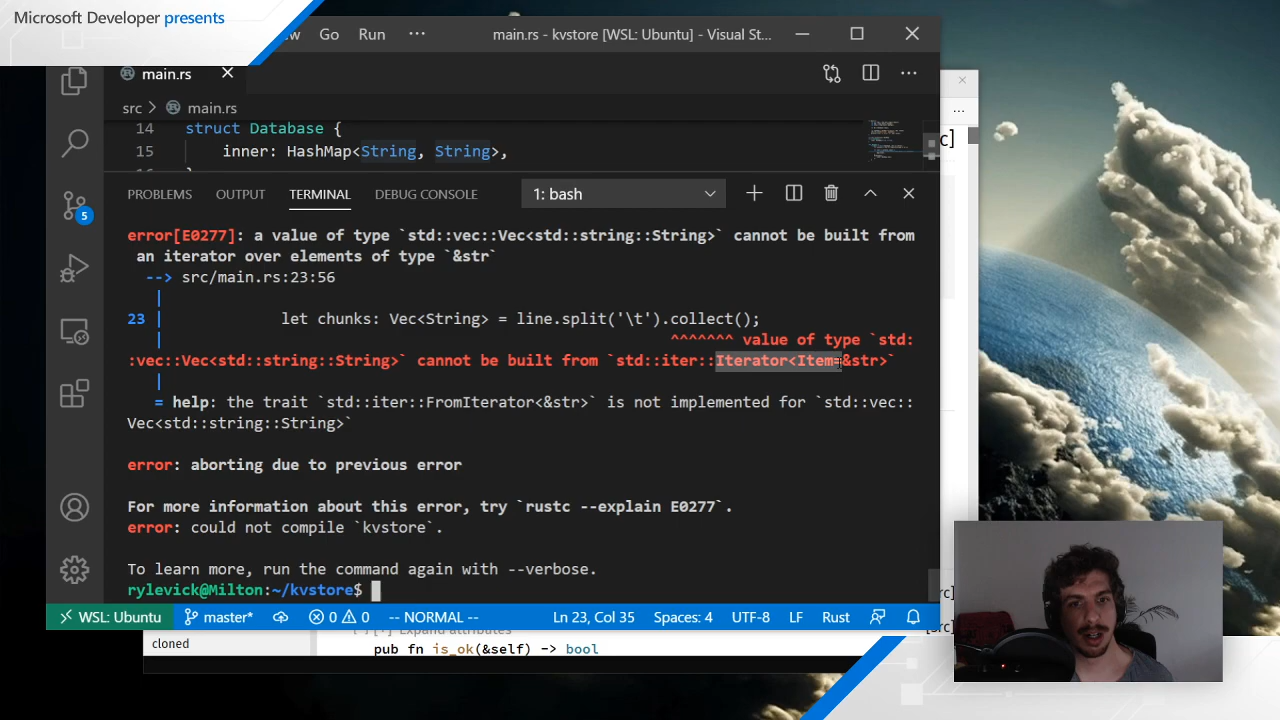 Microsoft Developer presents
ew Go Run ··· main.rs - kvstore [WSL: Ubuntu] - Visual St...
main.rs
src > main.rs
14 struct Database {
15 inner: HashMap<String, String>,
PROBLEMS OUTPUT TERMINAL DEBUG CONSOLE 1: bash
error[E0277]: a value of type `std::vec::Vec<std::string::String>` cannot be built from
an iterator over elements of type `&str`
--> src/main.rs:23:56
|
23 | let chunks: Vec<String> = line.split('\t').collect();
| ^^^^^^^ value of type `std:
:vec::Vec<std::string::String>` cannot be built from `std::iter::Iterator<Item=&str>`
|
= help: the trait `std::iter::FromIterator<&str>` is not implemented for `std::vec::
Vec<std::string::String>`
error: aborting due to previous error
For more information about this error, try `rustc --explain E0277`.
error: could not compile `kvstore`.
To learn more, run the command again with --verbose.
rylevick@Milton:~/kvstore$
5
WSL: Ubuntu master* 0 0 -- NORMAL -- Ln 23, Col 35 Spaces: 4 UTF-8 LF Rust
[+] Expand attributes
cloned
pub fn is_ok(&self) -> bool
c]
rc]
[src]